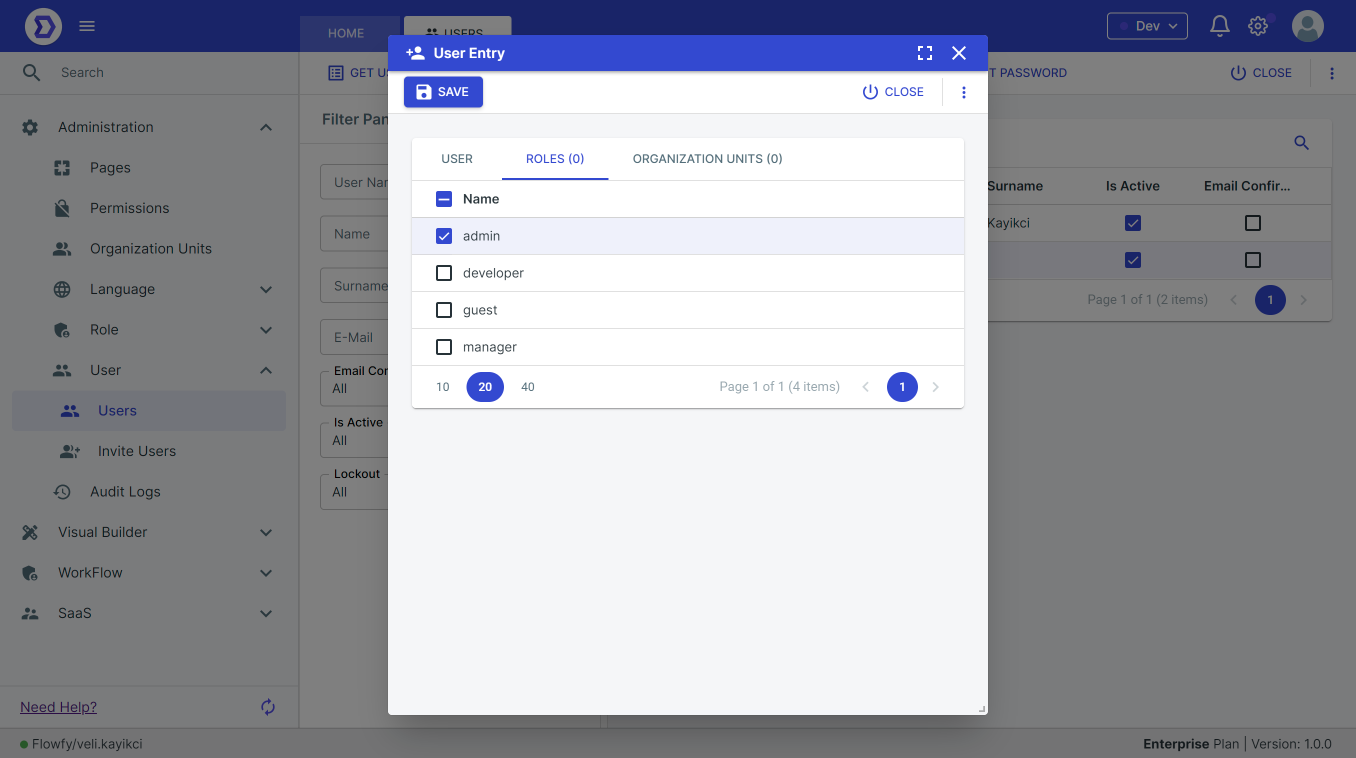 HOME
USERS
Dev
Search
GET U
T PASSWORD
CLOSE
Administration
Pages
Permissions
Organization Units
Language
Role
User
Users
Invite Users
Audit Logs
Visual Builder
WorkFlow
SaaS
Need Help?
Filter Pan
User Nam
Name
Surname
E-Mail
Email Con
All
Is Active
All
Lockout
All
User Entry
SAVE
CLOSE
USER
ROLES (0)
ORGANIZATION UNITS (0)
Name
admin
developer
guest
manager
10 20 40
Page 1 of 1 (4 items) 1
Surname Is Active Email Confir...
Kayikci
Page 1 of 1 (2 items) 1
Flowfy/veli.kayikci
Enterprise Plan | Version: 1.0.0